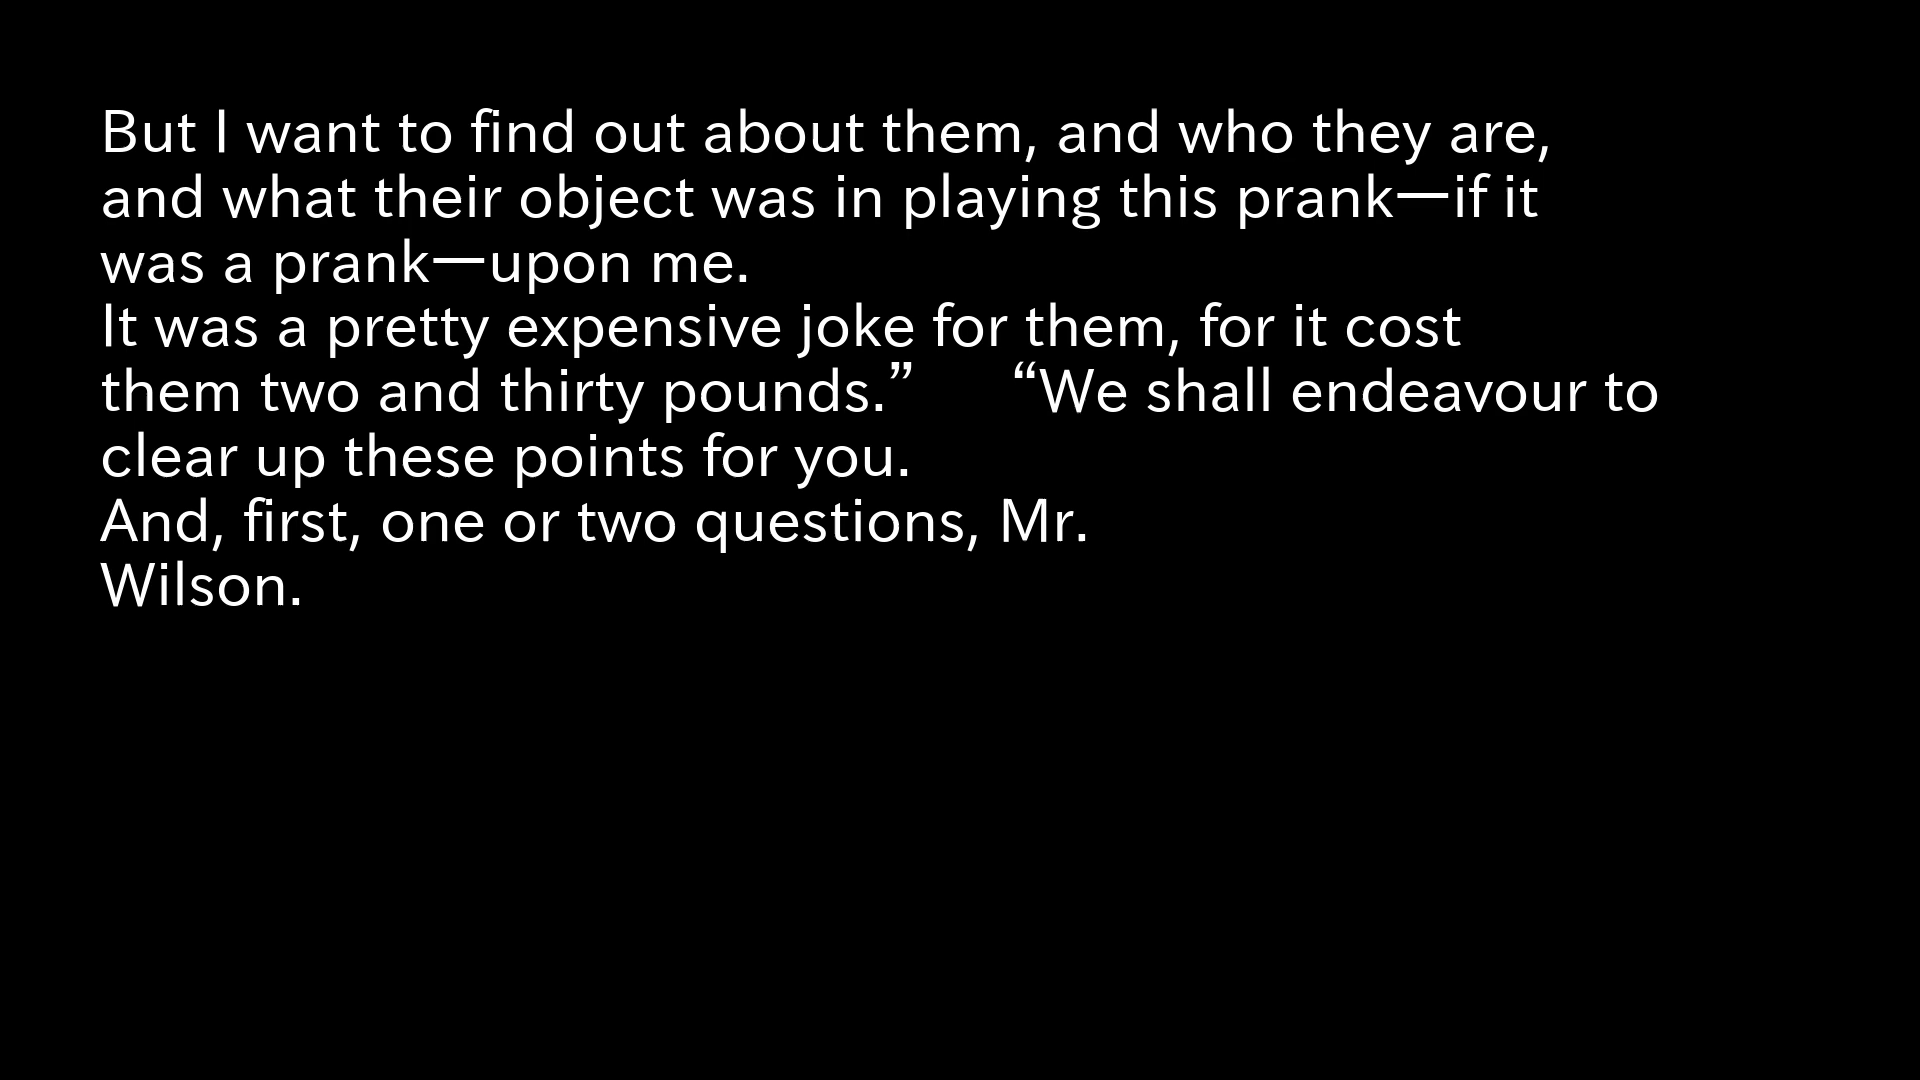 But I want to find out about them, and who they are,
and what their object was in playing this prank—if it
was a prank—upon me.
It was a pretty expensive joke for them, for it cost
them two and thirty pounds.”   “We shall endeavour to
clear up these points for you.
And, first, one or two questions, Mr.
Wilson.